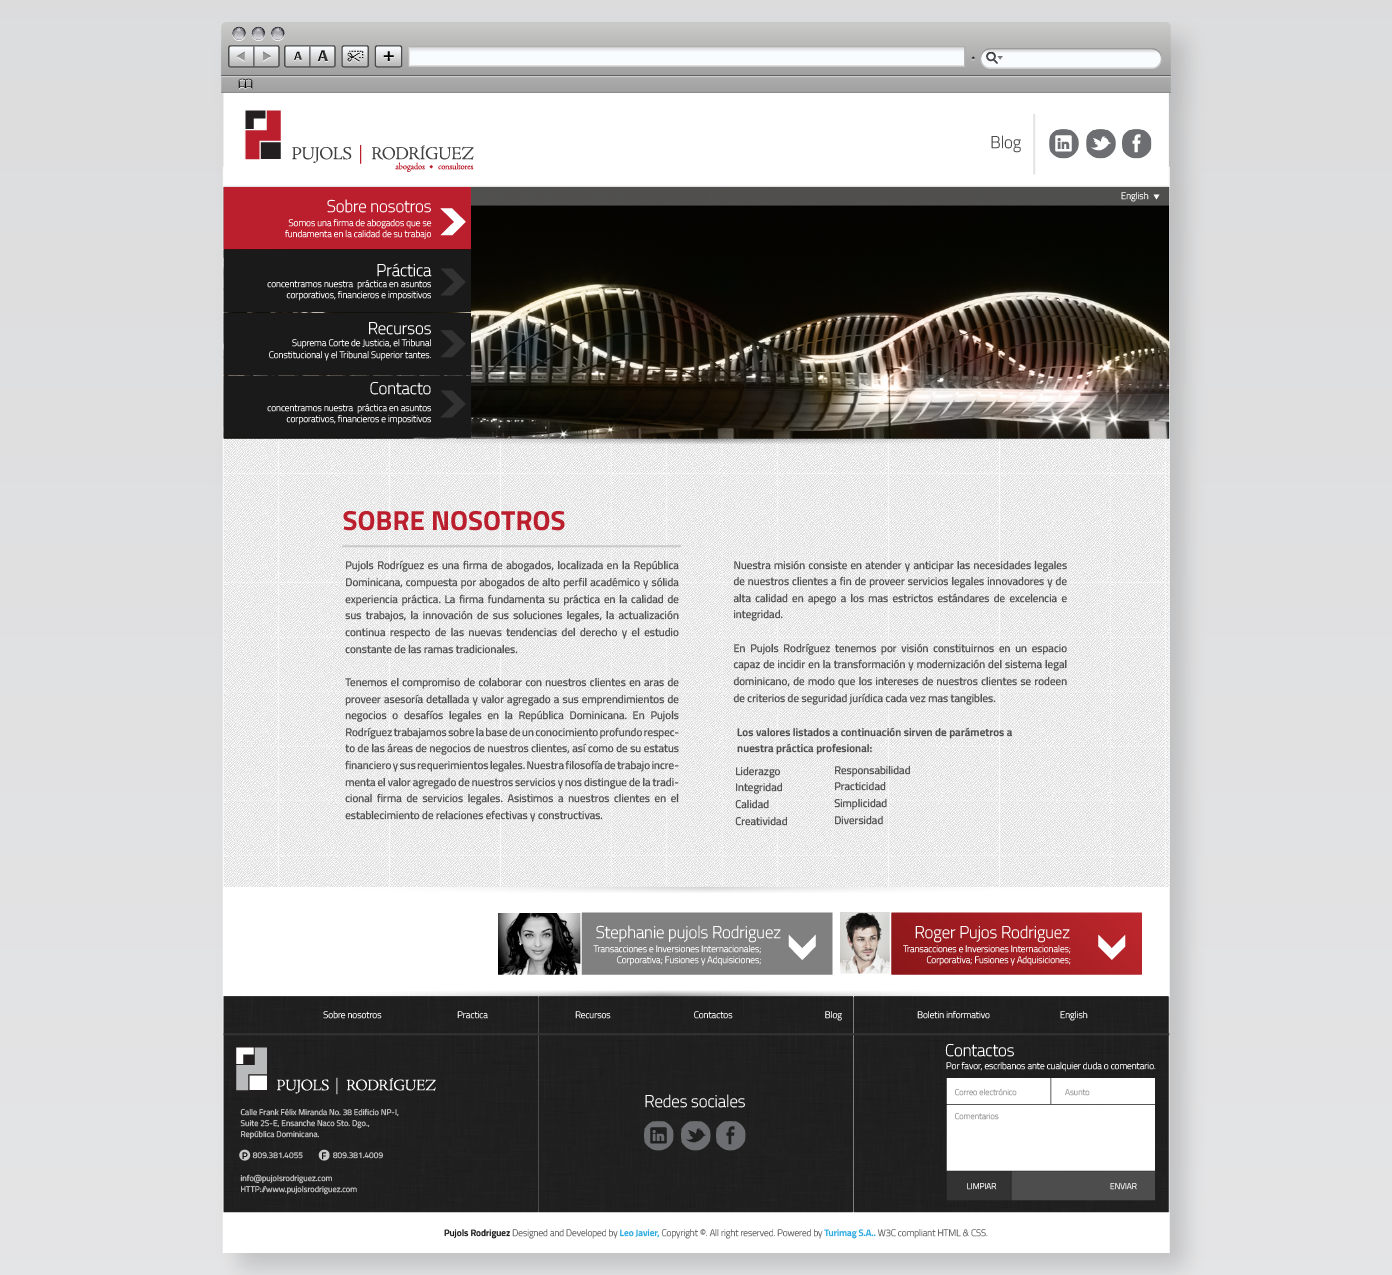 A A +
PUJOLS | RODRÍGUEZ
abogados • consultores
Blog
English
Sobre nosotros
Somos una firma de abogados que se
fundamenta en la calidad de su trabajo
Práctica
concentramos nuestra práctica en asuntos
corporativos, financieros e impositivos
Recursos
Suprema Corte de Justicia, el Tribunal
Constitucional y el Tribunal Superior tantes.
Contacto
concentramos nuestra práctica en asuntos
corporativos, financieros e impositivos
SOBRE NOSOTROS
Pujols Rodríguez es una firma de abogados, localizada en la República
Dominicana, compuesta por abogados de alto perfil académico y sólida
experiencia práctica. La firma fundamenta su práctica en la calidad de
sus trabajos, la innovación de sus soluciones legales, la actualización
continua respecto de las nuevas tendencias del derecho y el estudio
constante de las ramas tradicionales.
Tenemos el compromiso de colaborar con nuestros clientes en aras de
proveer asesoría detallada y valor agregado a sus emprendimientos de
negocios o desafíos legales en la República Dominicana. En Pujols
Rodríguez trabajamos sobre la base de un conocimiento profundo respec-
to de las áreas de negocios de nuestros clientes, así como de su estatus
financiero y sus requerimientos legales. Nuestra filosofía de trabajo incre-
menta el valor agregado de nuestros servicios y nos distingue de la tradi-
cional firma de servicios legales. Asistimos a nuestros clientes en el
establecimiento de relaciones efectivas y constructivas.
Nuestra misión consiste en atender y anticipar las necesidades legales
de nuestros clientes a fin de proveer servicios legales innovadores y de
alta calidad en apego a los mas estrictos estándares de excelencia e
integridad.
En Pujols Rodríguez tenemos por visión constituirnos en un espacio
capaz de incidir en la transformación y modernización del sistema legal
dominicano, de modo que los intereses de nuestros clientes se rodeen
de criterios de seguridad jurídica cada vez mas tangibles.
Los valores listados a continuación sirven de parámetros a
nuestra práctica profesional:
Liderazgo
Integridad
Calidad
Creatividad
Responsabilidad
Practicidad
Simplicidad
Diversidad
Stephanie pujols Rodriguez
Transacciones e Inversiones Internacionales;
Corporativa; Fusiones y Adquisiciones;
Roger Pujos Rodriguez
Transacciones e Inversiones Internacionales;
Corporativa; Fusiones y Adquisiciones;
Sobre nosotros Practica Recursos Contactos Blog Boletin informativo English
PUJOLS | RODRÍGUEZ
Calle Frank Félix Miranda No. 38 Edificio NP-I,
Suite 25-E, Ensanche Naco Sto. Dgo.,
República Dominicana.
P 809.381.4055 F 809.381.4009
info@pujolsrodriguez.com
HTTP://www.pujolsrodriguez.com
Redes sociales
Contactos
Por favor, escríbanos ante cualquier duda o comentario.
Correo electrónico Asunto
Comentarios
LIMPIAR ENVIAR
Pujols Rodriguez Designed and Developed by Leo Javier, Copyright ©. All right reserved. Powered by Turimag S.A.. W3C compliant HTML & CSS.